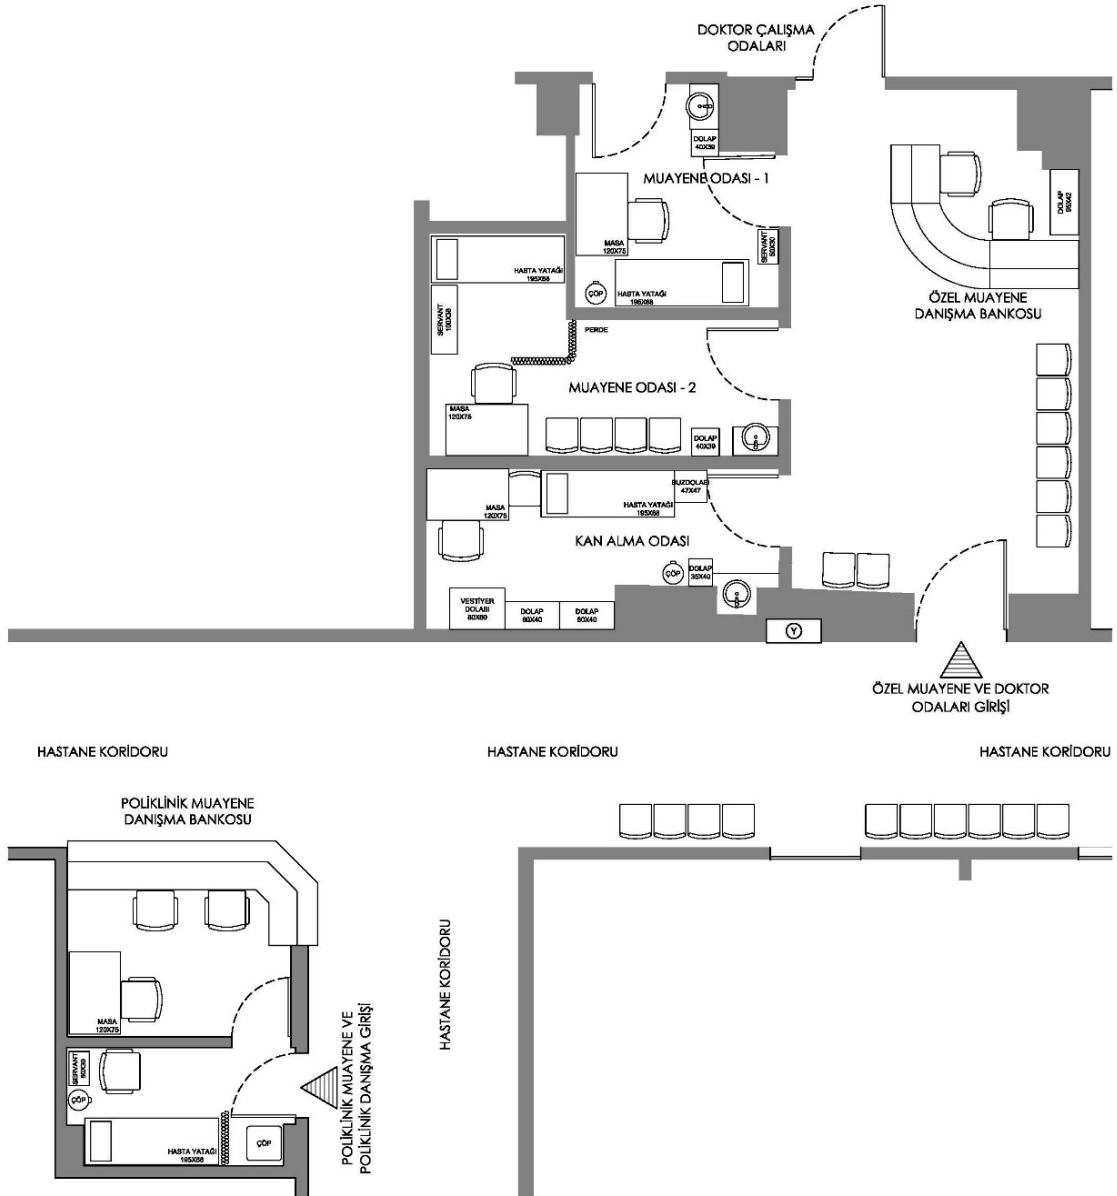 DOKTOR ÇALIŞMA
ODALARI
DOLAP
40X39
MUAYENE ODASI - 1
MASA
120X75
SERVANT
50X30
ÇÖP
HASTA YATAĞI
195X68
DOLAP
95X42
ÖZEL MUAYENE
DANIŞMA BANKOSU
HASTA YATAĞI
195X68
SERVANT
100X38
PERDE
MUAYENE ODASI - 2
MASA
120X75
DOLAP
40X39
MASA
120X75
HASTA YATAĞI
195X68
BUZDOLABI
47X47
KAN ALMA ODASI
ÇÖP
DOLAP
35X40
VESTİYER
DOLABI
80X60
DOLAP
80X40
DOLAP
80X40
Y
ÖZEL MUAYENE VE DOKTOR
ODALARI GİRİŞİ
HASTANE KORİDORU
HASTANE KORİDORU
HASTANE KORİDORU
POLİKLİNİK MUAYENE
DANIŞMA BANKOSU
MASA
120X75
SERVANT
50X30
ÇÖP
HASTA YATAĞI
195X68
ÇÖP
POLİKLİNİK MUAYENE VE
POLİKLİNİK DANIŞMA GİRİŞİ
HASTANE KORİDORU